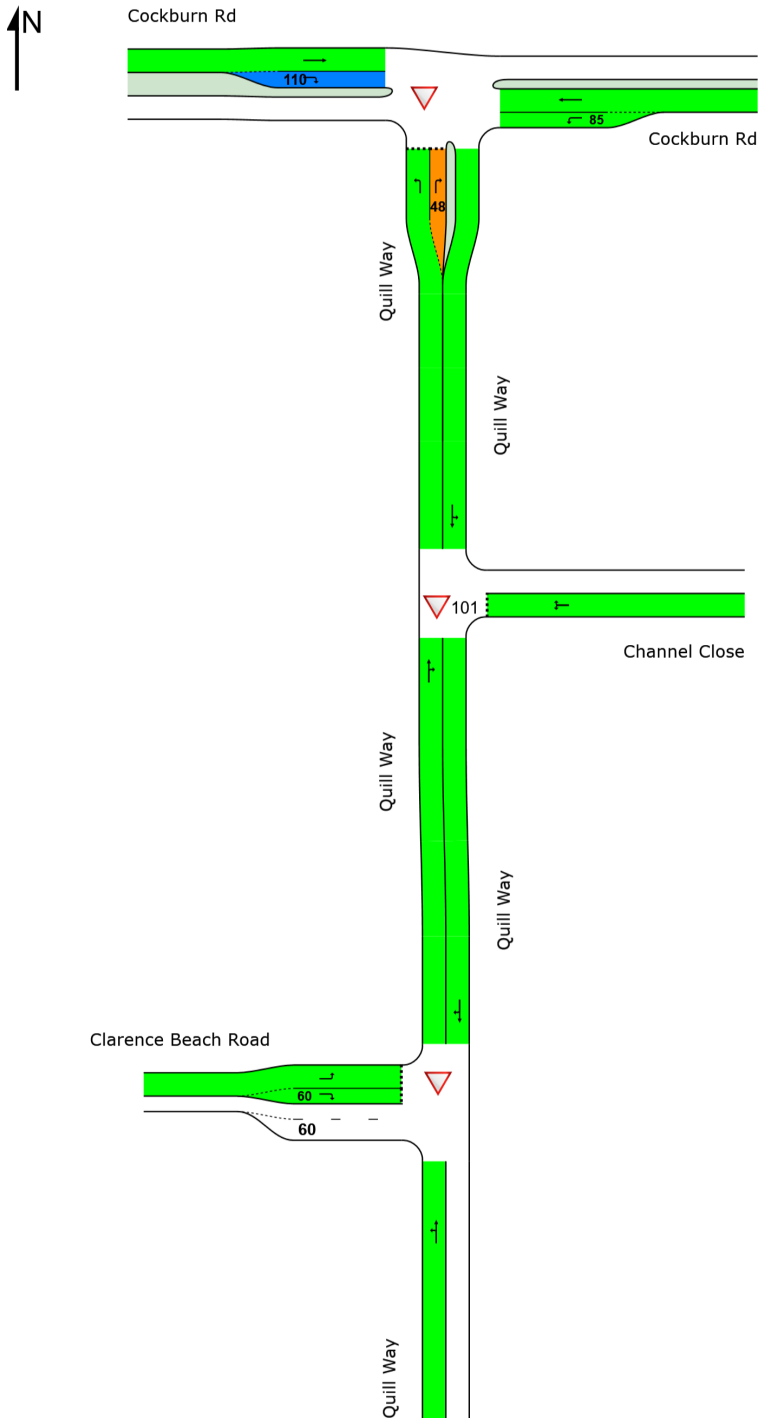 Cockburn Rd
N
110
85
Cockburn Rd
48
Quill Way
Quill Way
101
Channel Close
Quill Way
Quill Way
Clarence Beach Road
60
60
Quill Way